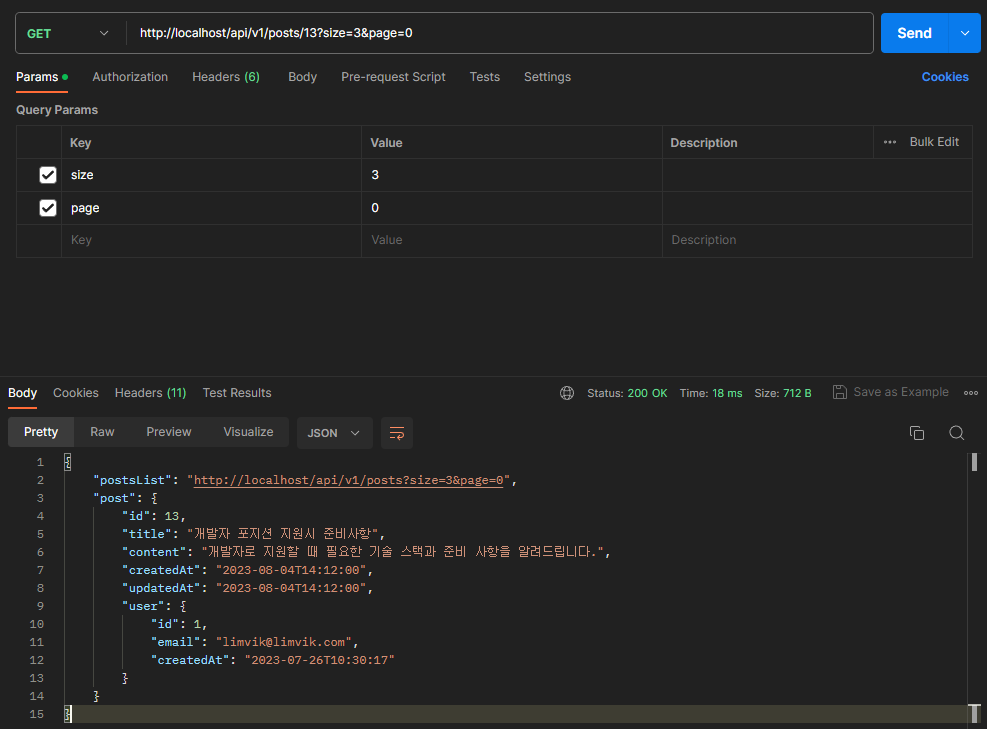 GET http://localhost/api/v1/posts/13?size=3&page=0 Send
Params Authorization Headers (6) Body Pre-request Script Tests Settings Cookies
Query Params
Key Value Description Bulk Edit
size 3
page 0
Key Value Description
Body Cookies Headers (11) Test Results Status: 200 OK Time: 18 ms Size: 712 B Save as Example
Pretty Raw Preview Visualize JSON
1 {
2 "postsList": "http://localhost/api/v1/posts?size=3&page=0",
3 "post": {
4 "id": 13,
5 "title": "개발자 포지션 지원시 준비사항",
6 "content": "개발자로 지원할 때 필요한 기술 스택과 준비 사항을 알려드립니다.",
7 "createdAt": "2023-08-04T14:12:00",
8 "updatedAt": "2023-08-04T14:12:00",
9 "user": {
10 "id": 1,
11 "email": "limvik@limvik.com",
12 "createdAt": "2023-07-26T10:30:17"
13 }
14 }
15 }